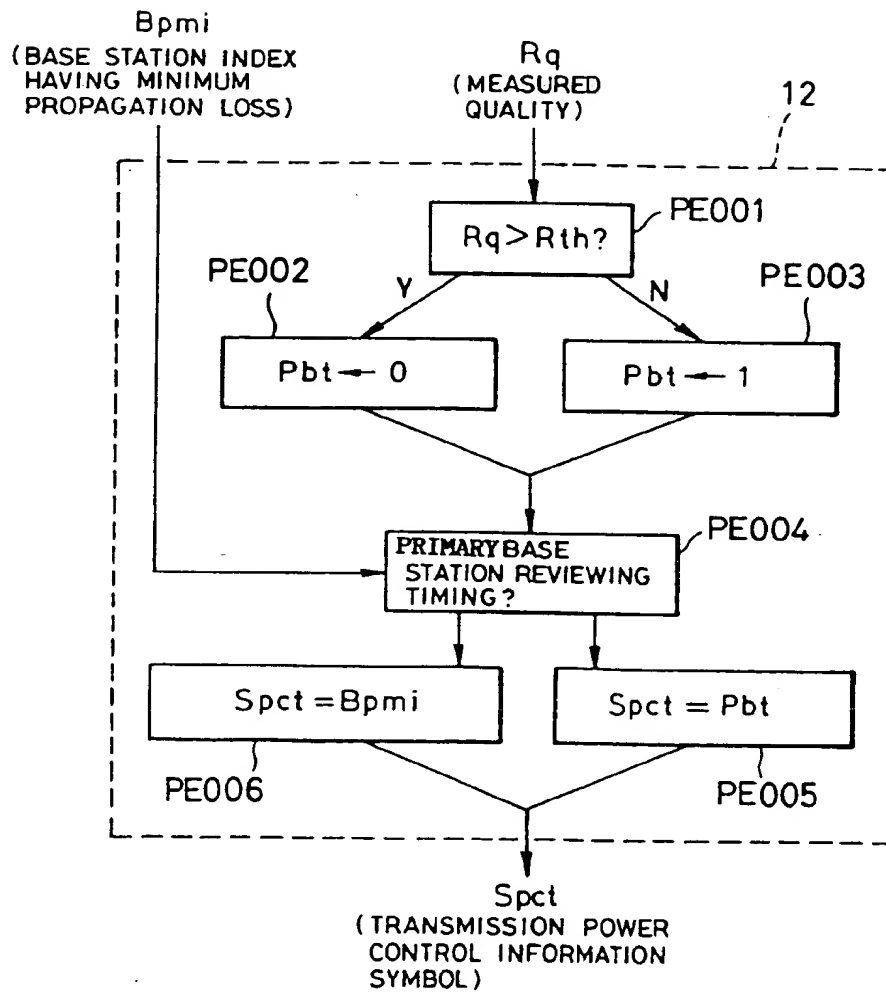 Bpmi
(BASE STATION INDEX
HAVING MINIMUM
PROPAGATION LOSS)
Rq
(MEASURED
QUALITY)
12
PE001
Rq>Rth?
PE002
Y
N
PE003
Pbt ← 0
Pbt ← 1
PE004
PRIMARY BASE
STATION REVIEWING
TIMING?
Spct = Bpmi
Spct = Pbt
PE006
PE005
Spct
(TRANSMISSION POWER
CONTROL INFORMATION
SYMBOL)